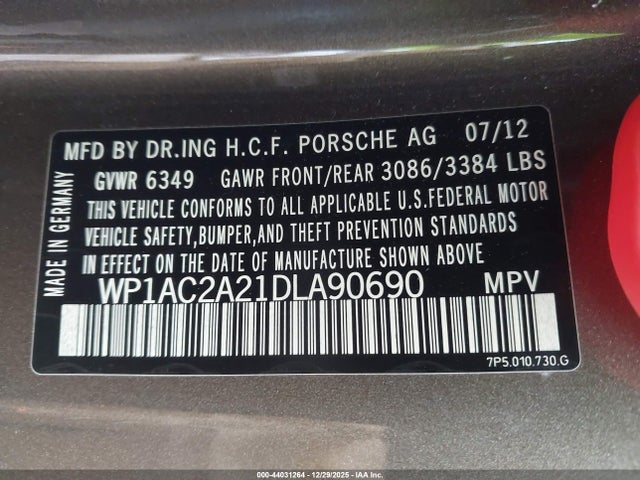 MFD BY DR.ING H.C.F. PORSCHE AG 07/12
GVWR 6349 GAWR FRONT/REAR 3086/3384 LBS
THIS VEHICLE CONFORMS TO ALL APPLICABLE U.S.FEDERAL MOTOR
VEHICLE SAFETY,BUMPER,AND THEFT PREVENTION STANDARDS
IN EFFECT ON THE DATE OF MANUFACTURE SHOWN ABOVE
WP1AC2A21DLA90690 MPV
7P5.010.730.G
MADE IN GERMANY
000-44031264 - 12/29/2025 - IAA Inc.